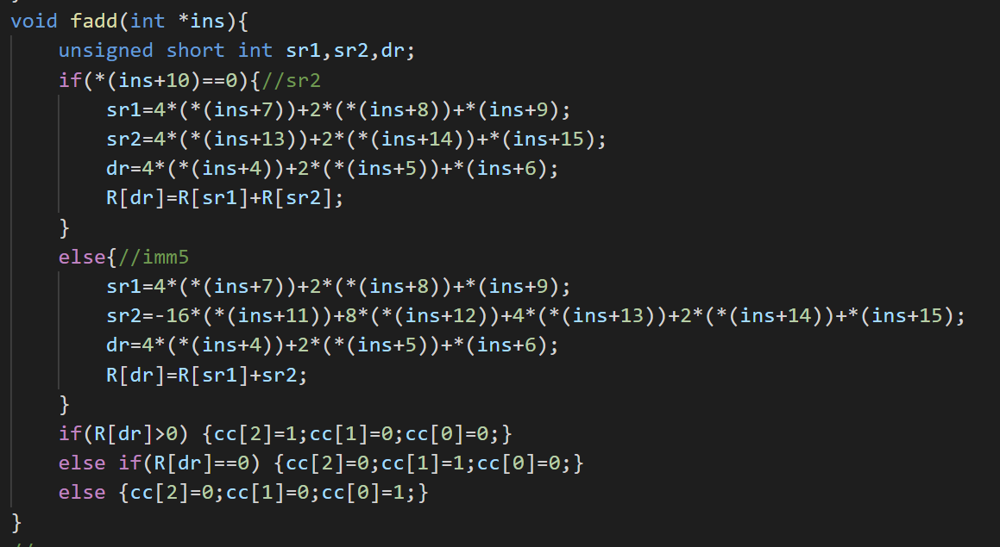 void fadd(int *ins){
    unsigned short int sr1,sr2,dr;
    if(*(ins+10)==0){//sr2
        sr1=4*(*(ins+7))+2*(*(ins+8))+*(ins+9);
        sr2=4*(*(ins+13))+2*(*(ins+14))+*(ins+15);
        dr=4*(*(ins+4))+2*(*(ins+5))+*(ins+6);
        R[dr]=R[sr1]+R[sr2];
    }
    else{//imm5
        sr1=4*(*(ins+7))+2*(*(ins+8))+*(ins+9);
        sr2=-16*(*(ins+11))+8*(*(ins+12))+4*(*(ins+13))+2*(*(ins+14))+*(ins+15);
        dr=4*(*(ins+4))+2*(*(ins+5))+*(ins+6);
        R[dr]=R[sr1]+sr2;
    }
    if(R[dr]>0) {cc[2]=1;cc[1]=0;cc[0]=0;}
    else if(R[dr]==0) {cc[2]=0;cc[1]=1;cc[0]=0;}
    else {cc[2]=0;cc[1]=0;cc[0]=1;}
}